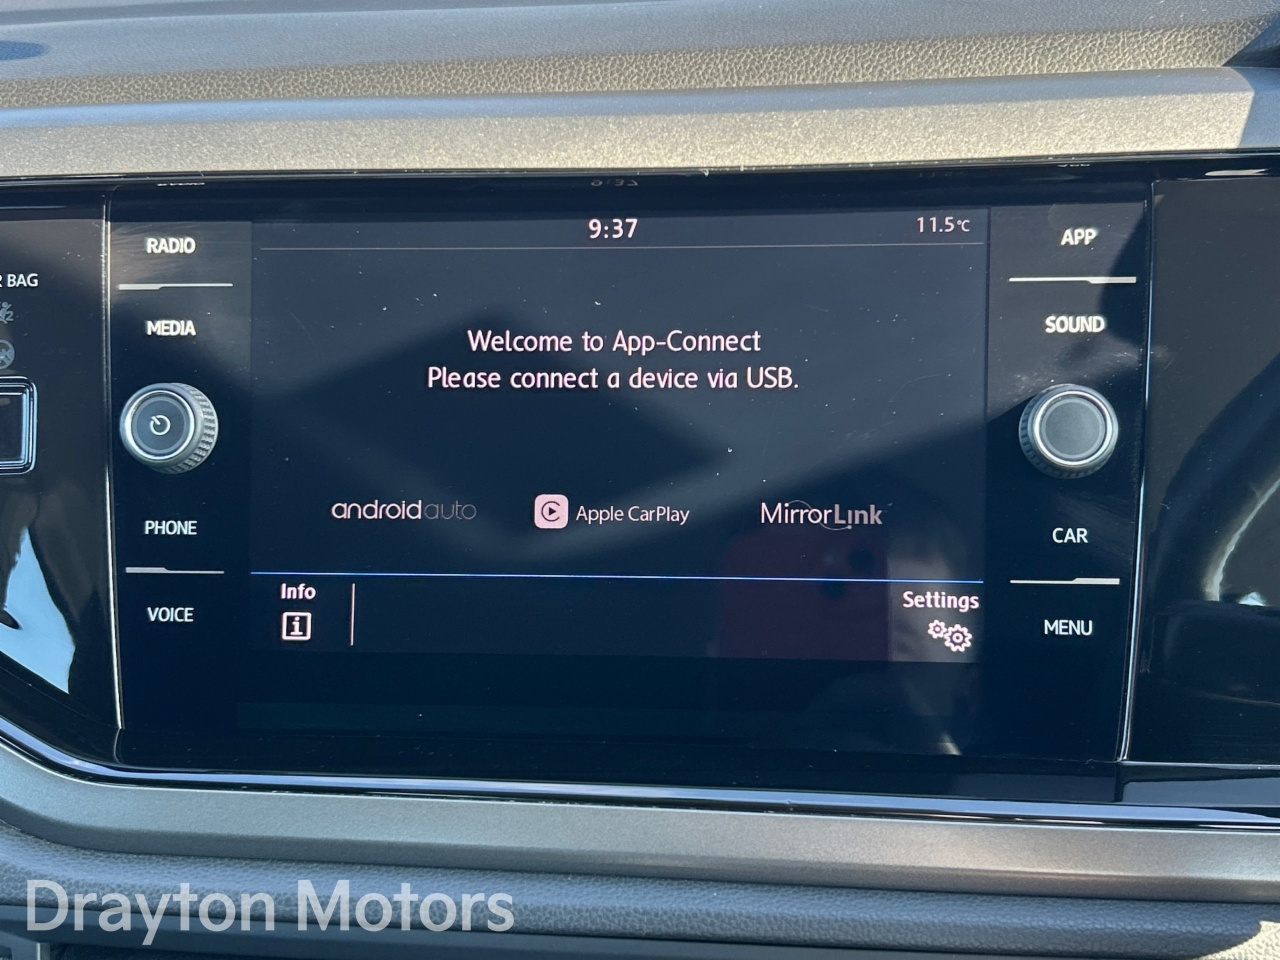 9:37
11.5°C
RADIO
MEDIA
PHONE
VOICE
BAG
Welcome to App-Connect
Please connect a device via USB.
androidauto
Apple CarPlay
MirrorLink
Info
i
Settings
APP
SOUND
CAR
MENU
Drayton Motors